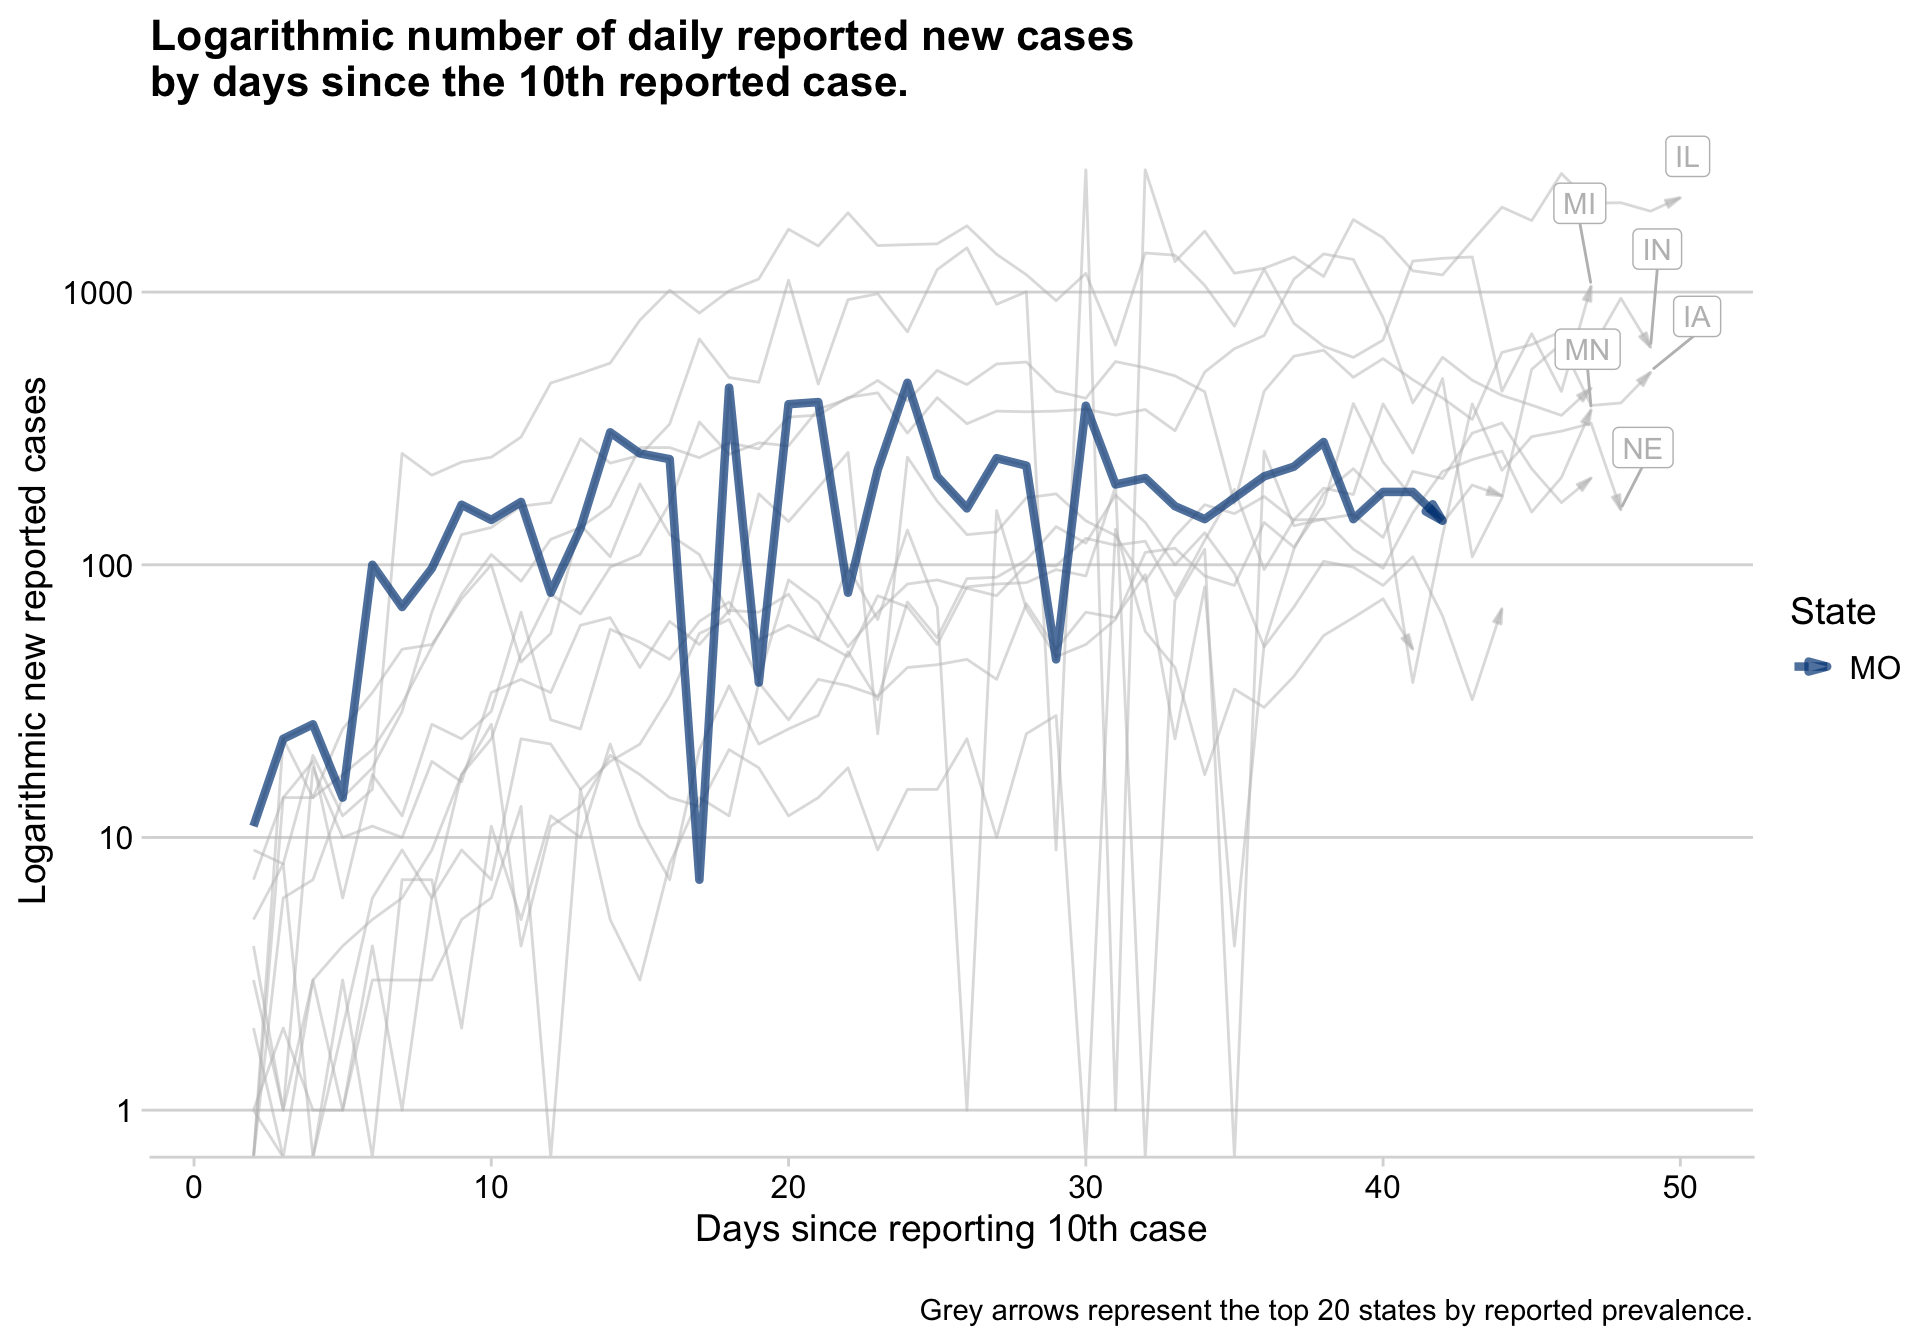 Logarithmic number of daily reported new cases
by days since the 10th reported case.
IL
MI
IN
IA
MN
NE
1000
100
10
1
Logarithmic new reported cases
0 10 20 30 40 50
Days since reporting 10th case
State
MO
Grey arrows represent the top 20 states by reported prevalence.